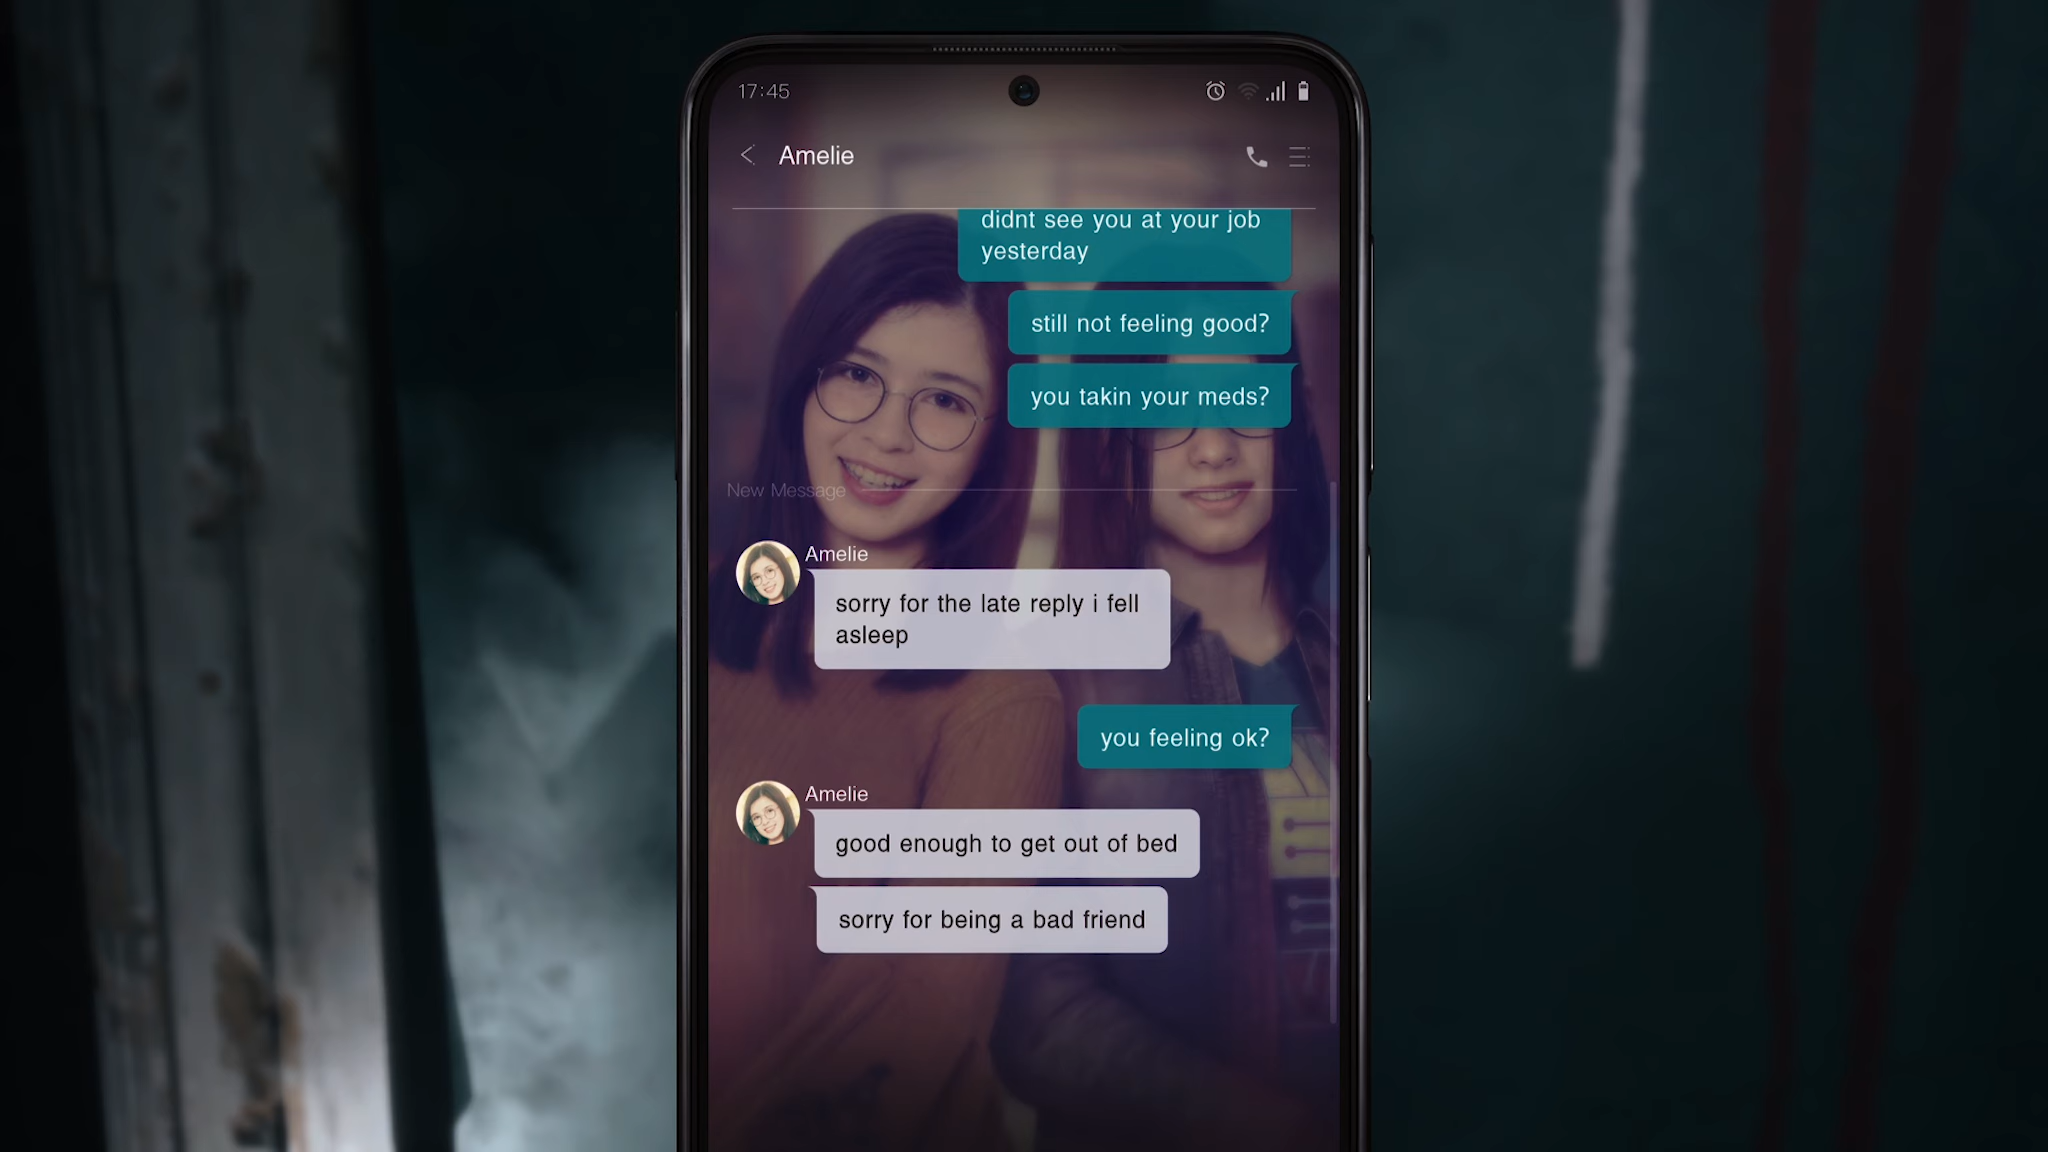 17:45
Amelie
didnt see you at your job
yesterday
still not feeling good?
you takin your meds?
New Message
Amelie
sorry for the late reply i fell
asleep
you feeling ok?
Amelie
good enough to get out of bed
sorry for being a bad friend